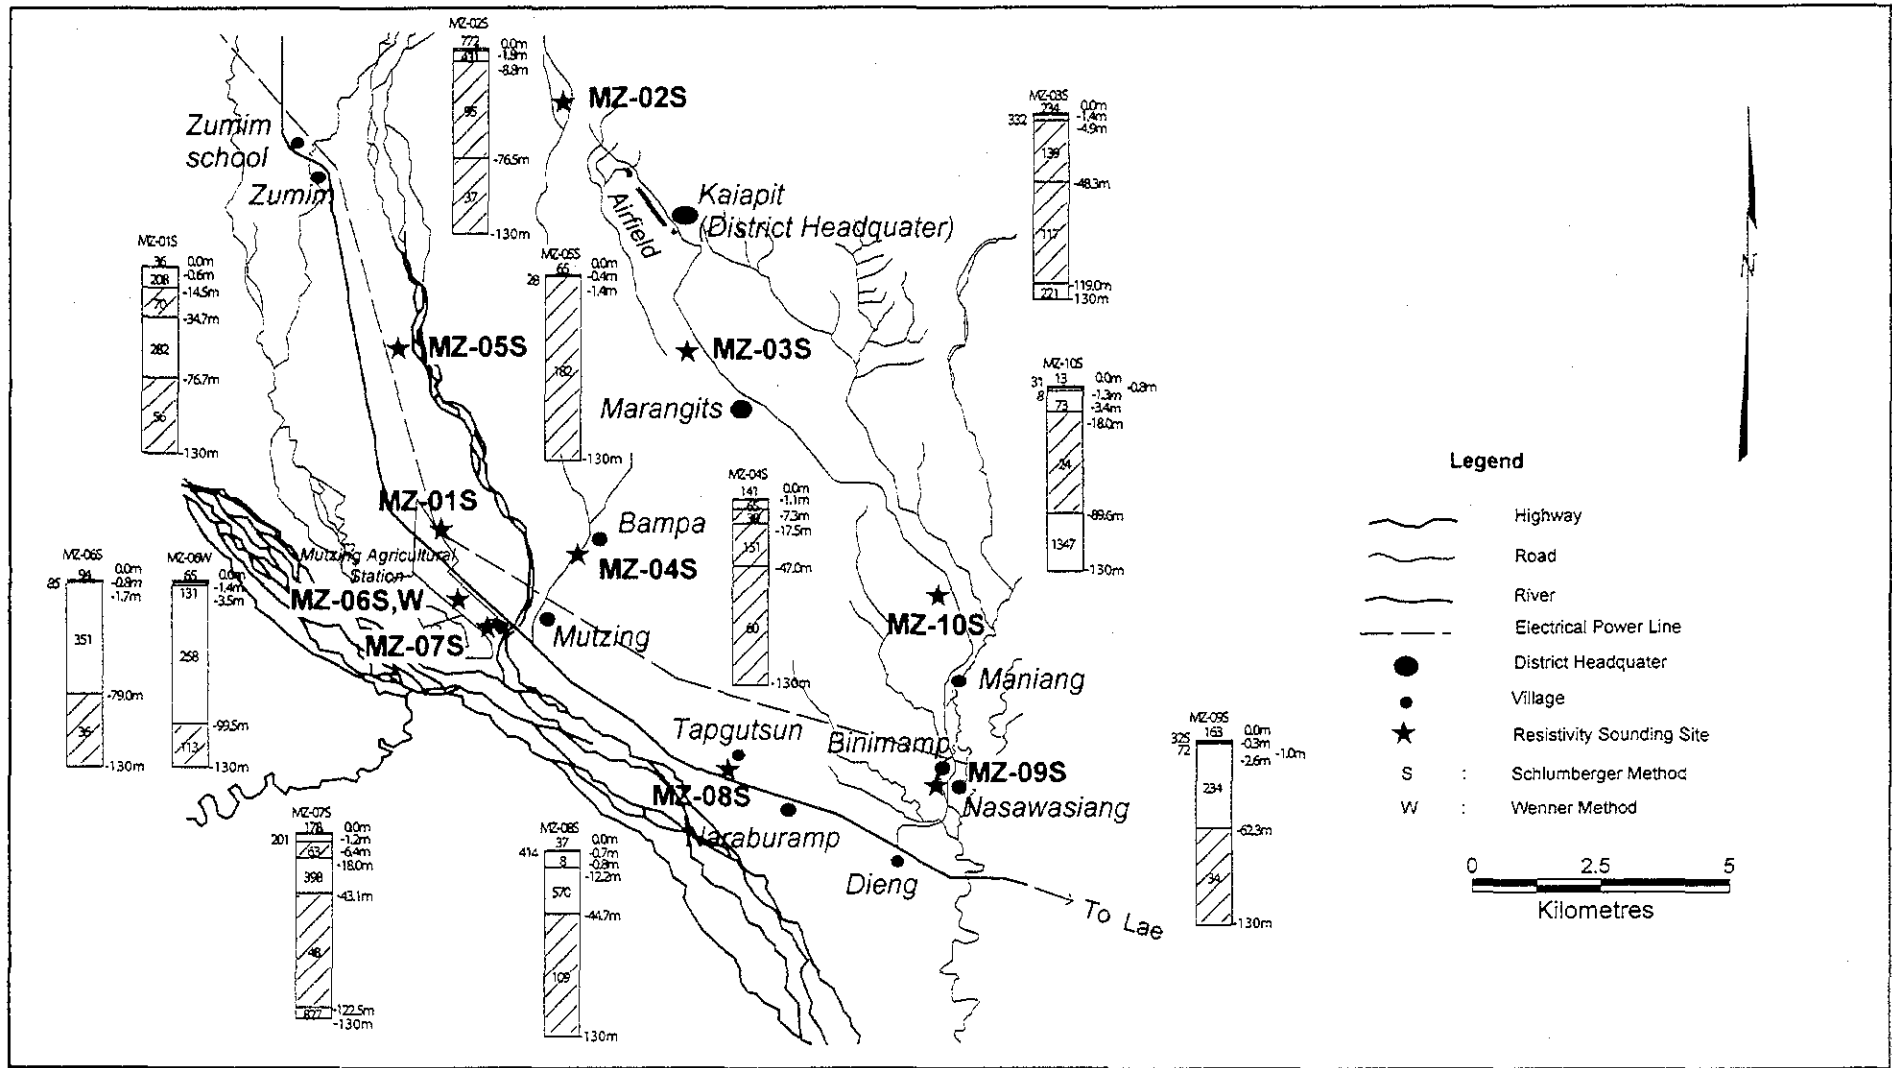 MZ-02S
772
431
95
37
0.0m
-1.9m
-8.8m
-76.5m
-130m
MZ-02S
MZ-03S
234
332
139
117
221
0.0m
-1.4m
-4.9m
-48.3m
-119.0m
-130m
Zumim
school
Zumim
Airfield
Kaiapit
(District Headquater)
MZ-01S
36
208
70
282
56
0.0m
-0.6m
-14.5m
-34.7m
-76.7m
-130m
MZ-05S
65
28
182
0.0m
-0.4m
-1.4m
-130m
MZ-05S
MZ-03S
Marangits
MZ-10S
31
13
8
73
24
1347
0.0m
-0.8m
-1.3m
-3.4m
-18.0m
-89.6m
-130m
N
MZ-01S
Bampa
MZ-04S
MZ-04S
141
65
39
151
60
0.0m
-1.1m
-7.3m
-17.5m
-47.0m
-130m
Mutzing Agricultural
Station
MZ-06S,W
MZ-07S
Mutzing
MZ-10S
Maniang
MZ-06S
94
85
351
36
0.0m
-0.8m
-1.7m
-79.0m
-130m
MZ-06W
65
131
258
113
0.0m
-1.4m
-3.5m
-99.5m
-130m
Tapgutsun
Binimamp
MZ-08S
MZ-09S
Nasawasiang
Naraburamp
Dieng
To Lae
MZ-09S
163
325
72
234
34
0.0m
-0.3m
-1.0m
-2.6m
-62.3m
-130m
MZ-07S
178
201
63
398
48
877
0.0m
-1.2m
-6.4m
-18.0m
-43.1m
-122.5m
-130m
MZ-08S
37
414
8
570
109
0.0m
-0.7m
-0.8m
-12.2m
-44.7m
-130m
Legend
Highway
Road
River
Electrical Power Line
District Headquater
Village
Resistivity Sounding Site
S : Schlumberger Method
W : Wenner Method
0 2.5 5
Kilometres